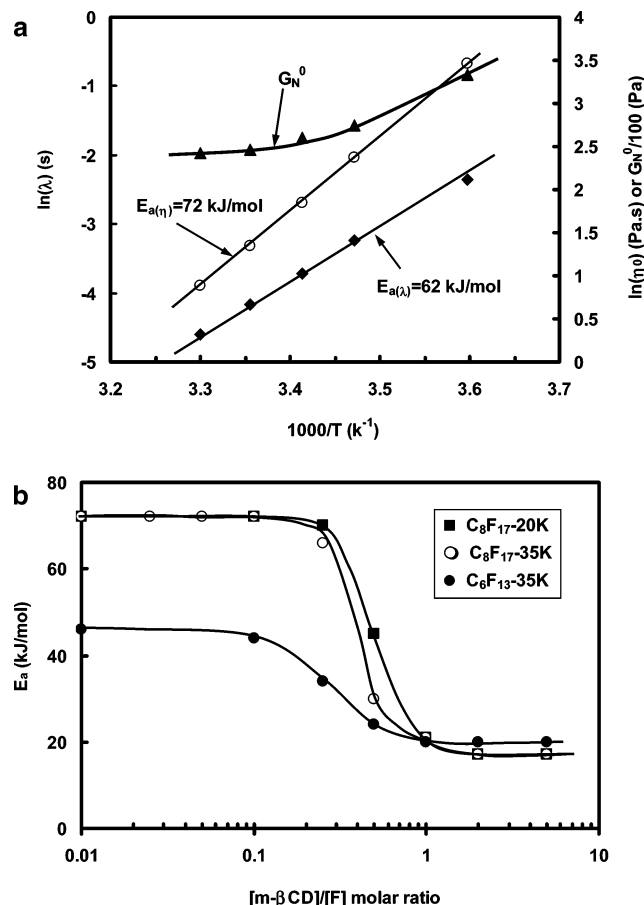 a
0
-1
-2
-3
-4
-5
ln(λ) (s)
4
3.5
3
2.5
2
1.5
1
0.5
0
ln(η0) (Pa.s) or G_N^0/100 (Pa)
G_N^0
E_a(η)=72 kJ/mol
E_a(λ)=62 kJ/mol
3.2 3.3 3.4 3.5 3.6 3.7
1000/T (k^-1)
b
80
60
40
20
0
E_a (kJ/mol)
C8F17-20K
C8F17-35K
C6F13-35K
0.01 0.1 1 10
[m-β CD]/[F] molar ratio